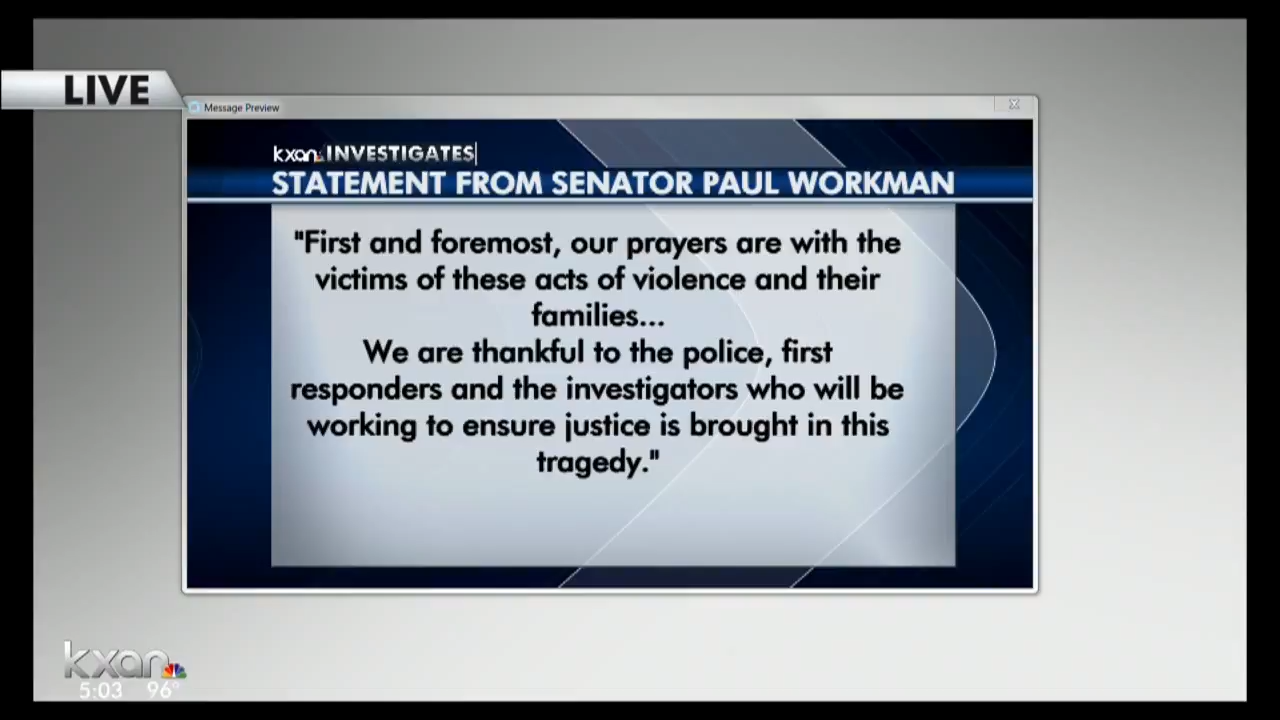 LIVE
Message Preview
kxan INVESTIGATES
STATEMENT FROM SENATOR PAUL WORKMAN
"First and foremost, our prayers are with the
victims of these acts of violence and their
families...
We are thankful to the police, first
responders and the investigators who will be
working to ensure justice is brought in this
tragedy."
kxan
5:03 96°